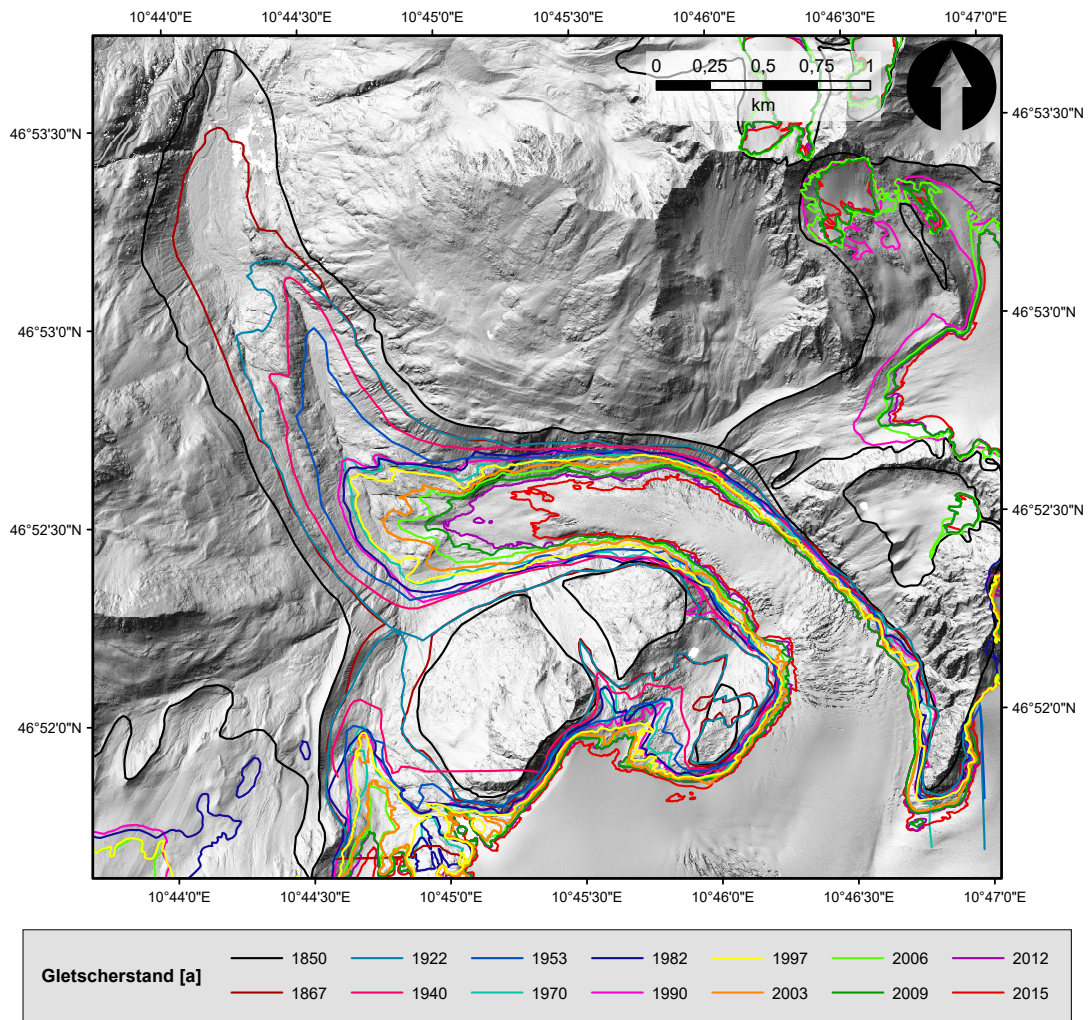 10°44'0"E 10°44'30"E 10°45'0"E 10°45'30"E 10°46'0"E 10°46'30"E 10°47'0"E
0 0,25 0,5 0,75 1
km
46°53'30"N 46°53'30"N
46°53'0"N 46°53'0"N
46°52'30"N 46°52'30"N
46°52'0"N 46°52'0"N
10°44'0"E 10°44'30"E 10°45'0"E 10°45'30"E 10°46'0"E 10°46'30"E 10°47'0"E
Gletscherstand [a]
1850 1922 1953 1982 1997 2006 2012
1867 1940 1970 1990 2003 2009 2015